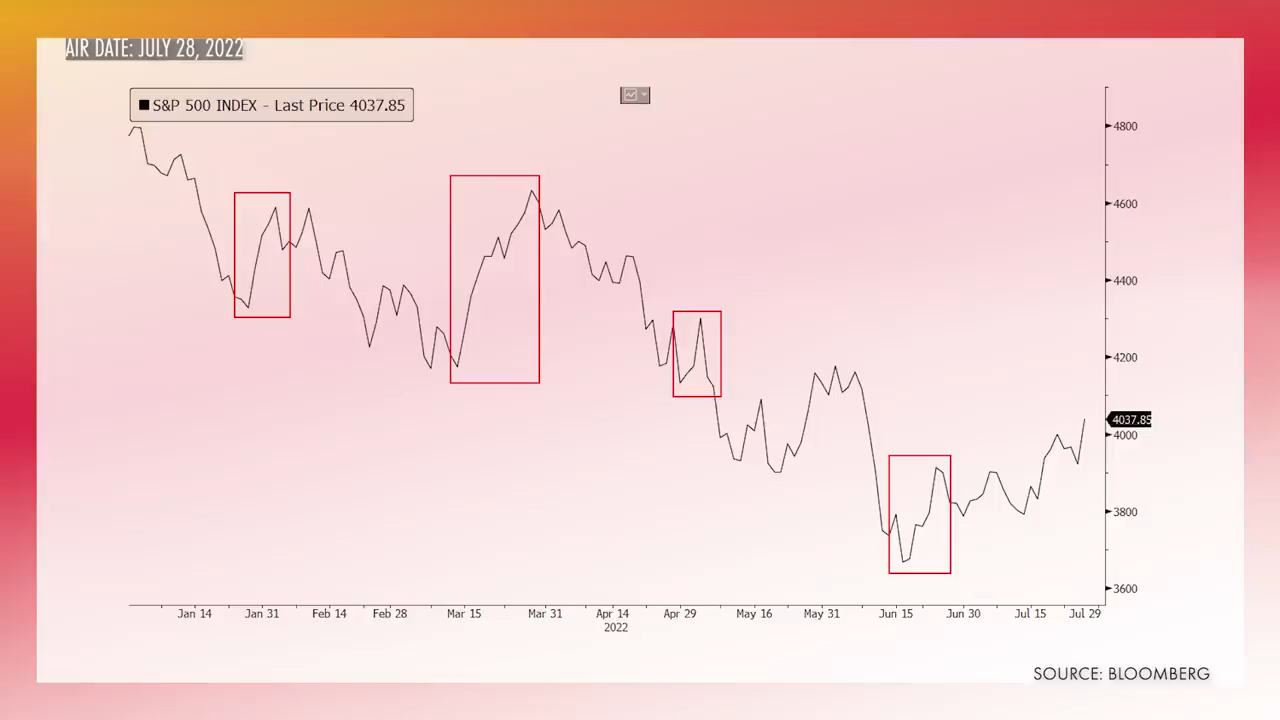 AIR DATE: JULY 28, 2022
S&P 500 INDEX - Last Price 4037.85
4800
4600
4400
4200
4037.85
4000
3800
3600
Jan 14 Jan 31 Feb 14 Feb 28 Mar 15 Mar 31 Apr 14 Apr 29 May 16 May 31 Jun 15 Jun 30 Jul 15 Jul 29
2022
SOURCE: BLOOMBERG